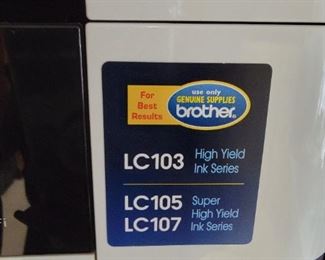 For
Best
Results
use only
GENUINE SUPPLIES
brother®
LC103 High Yield
Ink Series
LC105 Super
LC107 High Yield
Ink Series